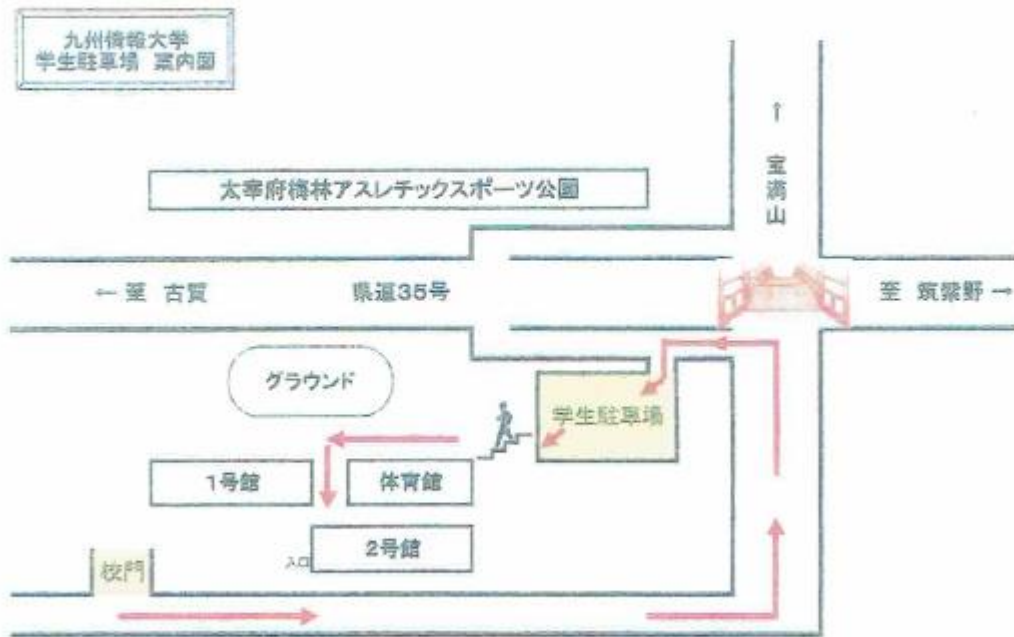 九州情報大学
学生駐車場 案内図
↑ 宝満山
太宰府梅林アスレチックスポーツ公園
← 至 古賀
県道35号
至 筑紫野 →
グラウンド
学生駐車場
1号館
体育館
2号館
入口
校門